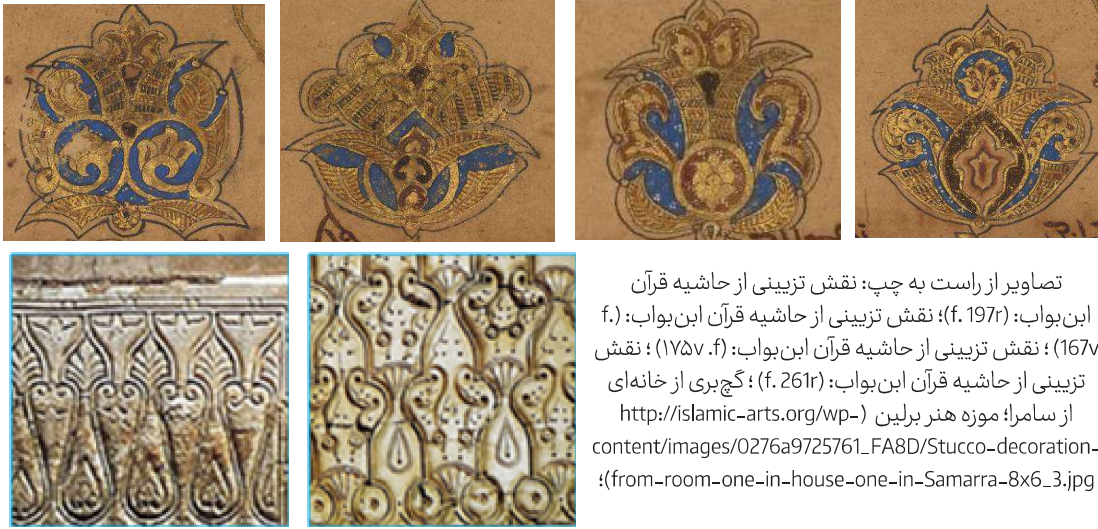 تصاویر از راست به چپ: نقش تزیینی از حاشیه قرآن
ابن‌بواب: (f. 197r)؛ نقش تزیینی از حاشیه قرآن ابن‌بواب: (f.
167v) ؛ نقش تزیینی از حاشیه قرآن ابن‌بواب: (۱۷۵v .f) ؛ نقش
تزیینی از حاشیه قرآن ابن‌بواب: (f. 261r) ؛ گچ‌بری از خانه‌ای
از سامرا؛ موزه هنر برلین (http://islamic-arts.org/wp-
content/images/0276a9725761_FA8D/Stucco-decoration-
from-room-one-in-house-one-in-Samarra-8x6_3.jpg)؛